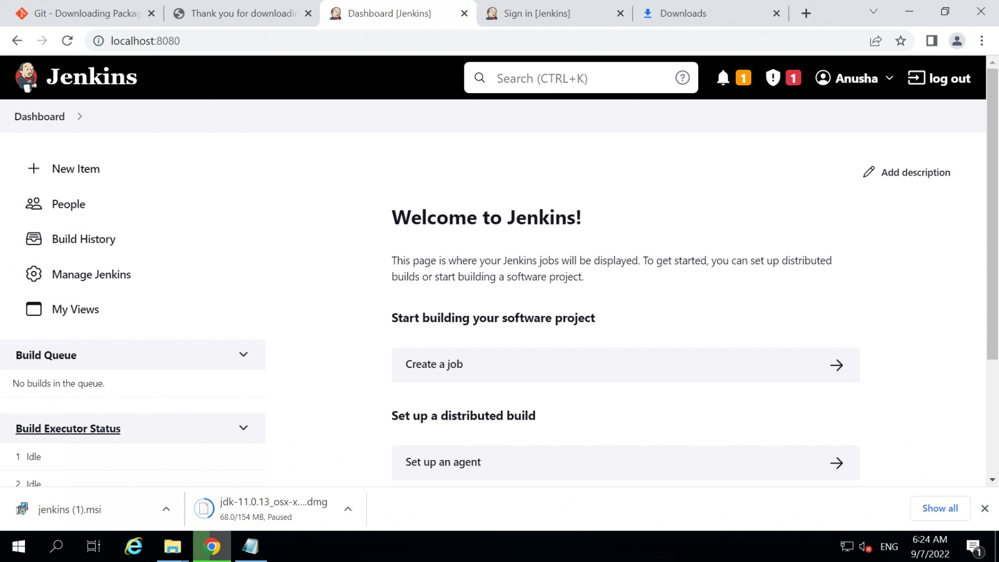 Git - Downloading Packag
Thank you for downloadin
Dashboard [Jenkins]
Sign in [Jenkins]
Downloads
localhost:8080
Jenkins
Search (CTRL+K)
1
1
Anusha
log out
Dashboard
New Item
People
Build History
Manage Jenkins
My Views
Build Queue
No builds in the queue.
Build Executor Status
1 Idle
2 Idle
Add description
Welcome to Jenkins!
This page is where your Jenkins jobs will be displayed. To get started, you can set up distributed
builds or start building a software project.
Start building your software project
Create a job
Set up a distributed build
Set up an agent
jenkins (1).msi
jdk-11.0.13_osx-x....dmg
68.0/154 MB, Paused
Show all
ENG
6:24 AM
9/7/2022
1